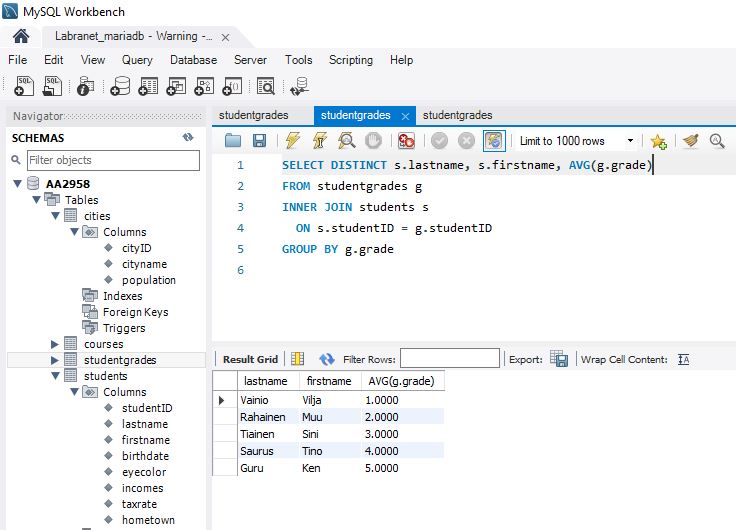 MySQL Workbench
Labranet_mariadb - Warning -... ×
File Edit View Query Database Server Tools Scripting Help
SQL SQL
Navigator
studentgrades studentgrades × studentgrades
SCHEMAS
Filter objects
AA2958
Tables
cities
Columns
cityID
cityname
population
Indexes
Foreign Keys
Triggers
courses
studentgrades
students
Columns
studentID
lastname
firstname
birthdate
eyecolor
incomes
taxrate
hometown
Limit to 1000 rows
1 SELECT DISTINCT s.lastname, s.firstname, AVG(g.grade)
2 FROM studentgrades g
3 INNER JOIN students s
4 ON s.studentID = g.studentID
5 GROUP BY g.grade
6
Result Grid Filter Rows: Export: Wrap Cell Content: IA
lastname firstname AVG(g.grade)
Vainio Vilja 1.0000
Rahainen Muu 2.0000
Tiainen Sini 3.0000
Saurus Tino 4.0000
Guru Ken 5.0000